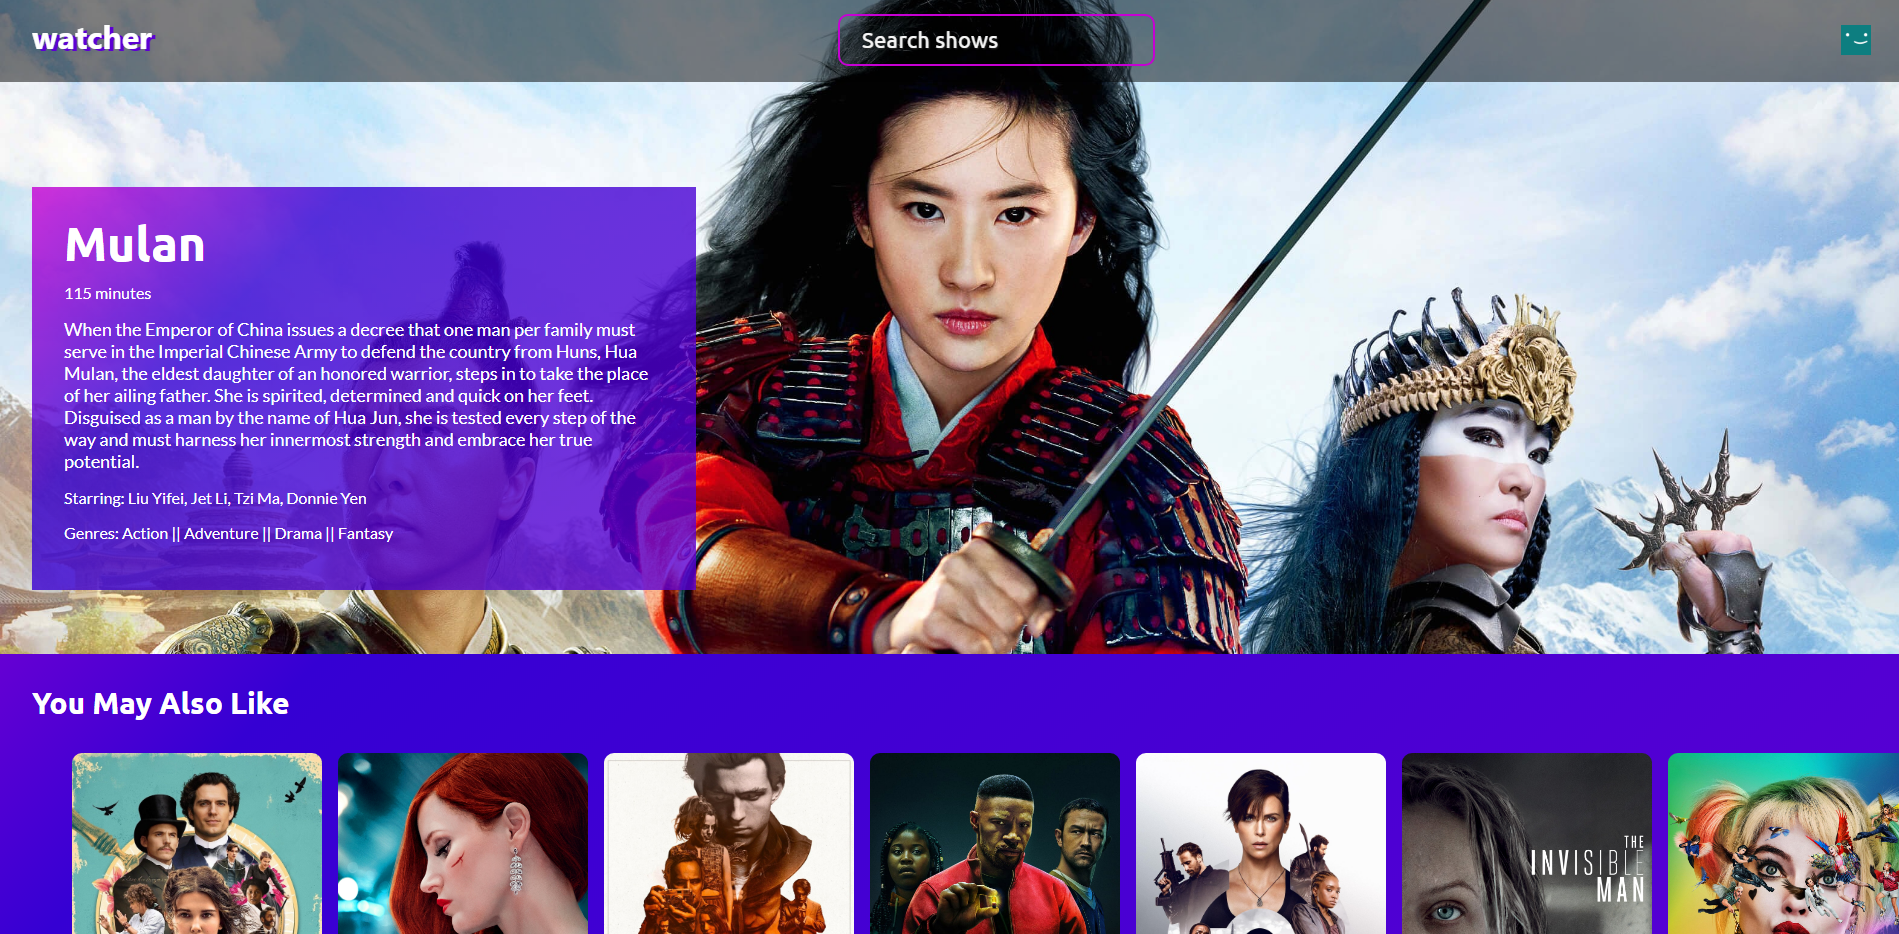 watcher
Search shows
Mulan
115 minutes
When the Emperor of China issues a decree that one man per family must
serve in the Imperial Chinese Army to defend the country from Huns, Hua
Mulan, the eldest daughter of an honored warrior, steps in to take the place
of her ailing father. She is spirited, determined and quick on her feet.
Disguised as a man by the name of Hua Jun, she is tested every step of the
way and must harness her innermost strength and embrace her true
potential.
Starring: Liu Yifei, Jet Li, Tzi Ma, Donnie Yen
Genres: Action || Adventure || Drama || Fantasy
You May Also Like
THE
INVISIBLE
MAN